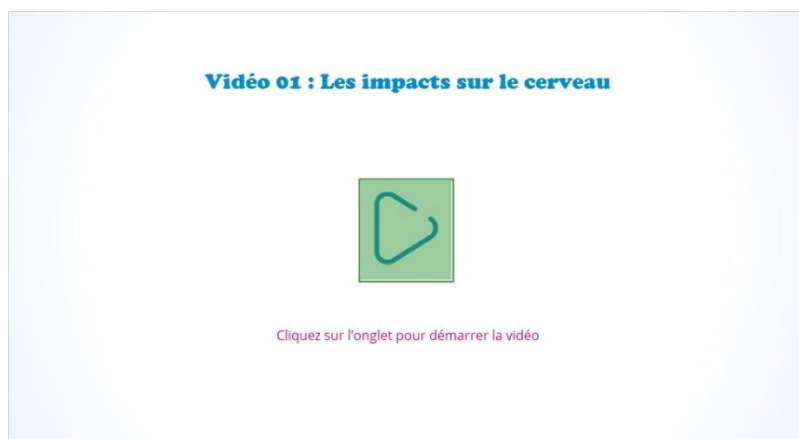 Vidéo 01 : Les impacts sur le cerveau
Cliquez sur l’onglet pour démarrer la vidéo